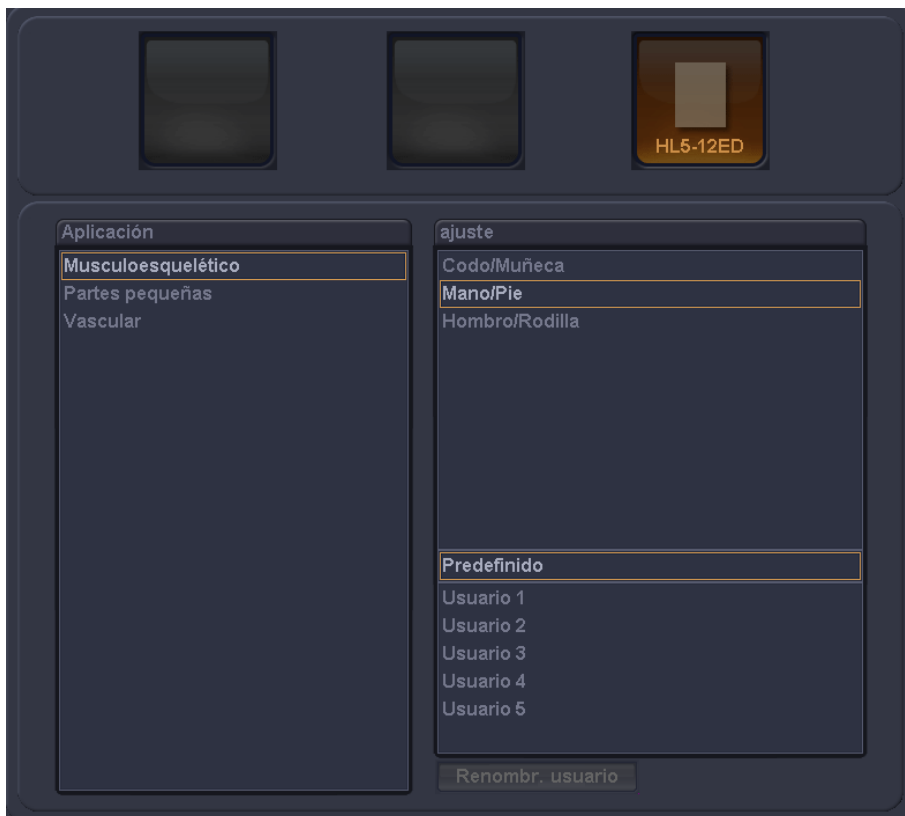 HL5-12ED
Aplicación
Musculoesquelético
Partes pequeñas
Vascular
ajuste
Codo/Muñeca
Mano/Pie
Hombro/Rodilla
Predefinido
Usuario 1
Usuario 2
Usuario 3
Usuario 4
Usuario 5
Renombr. usuario